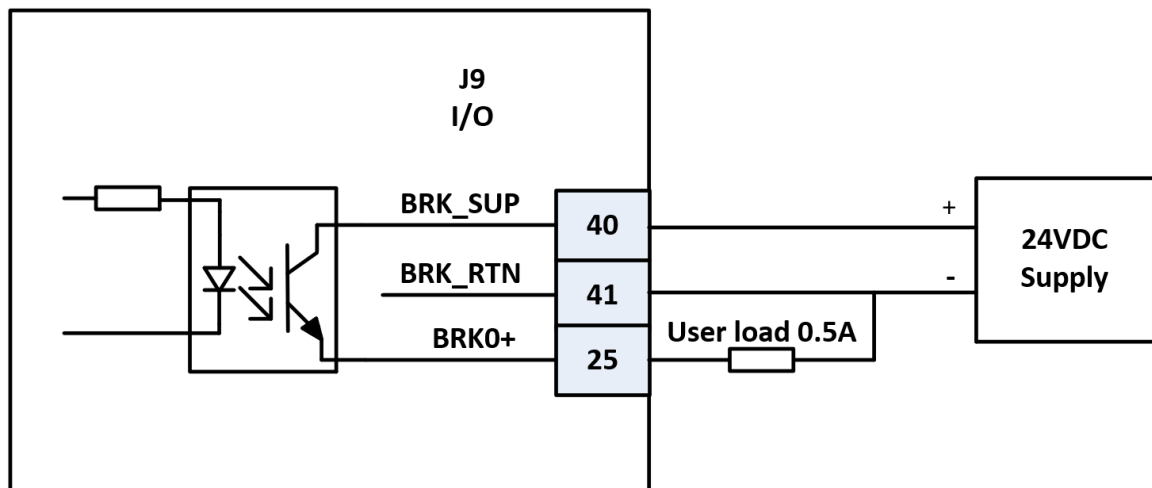 J9
I/O
BRK_SUP
40
+
24VDC
Supply
BRK_RTN
41
-
User load 0.5A
BRK0+
25